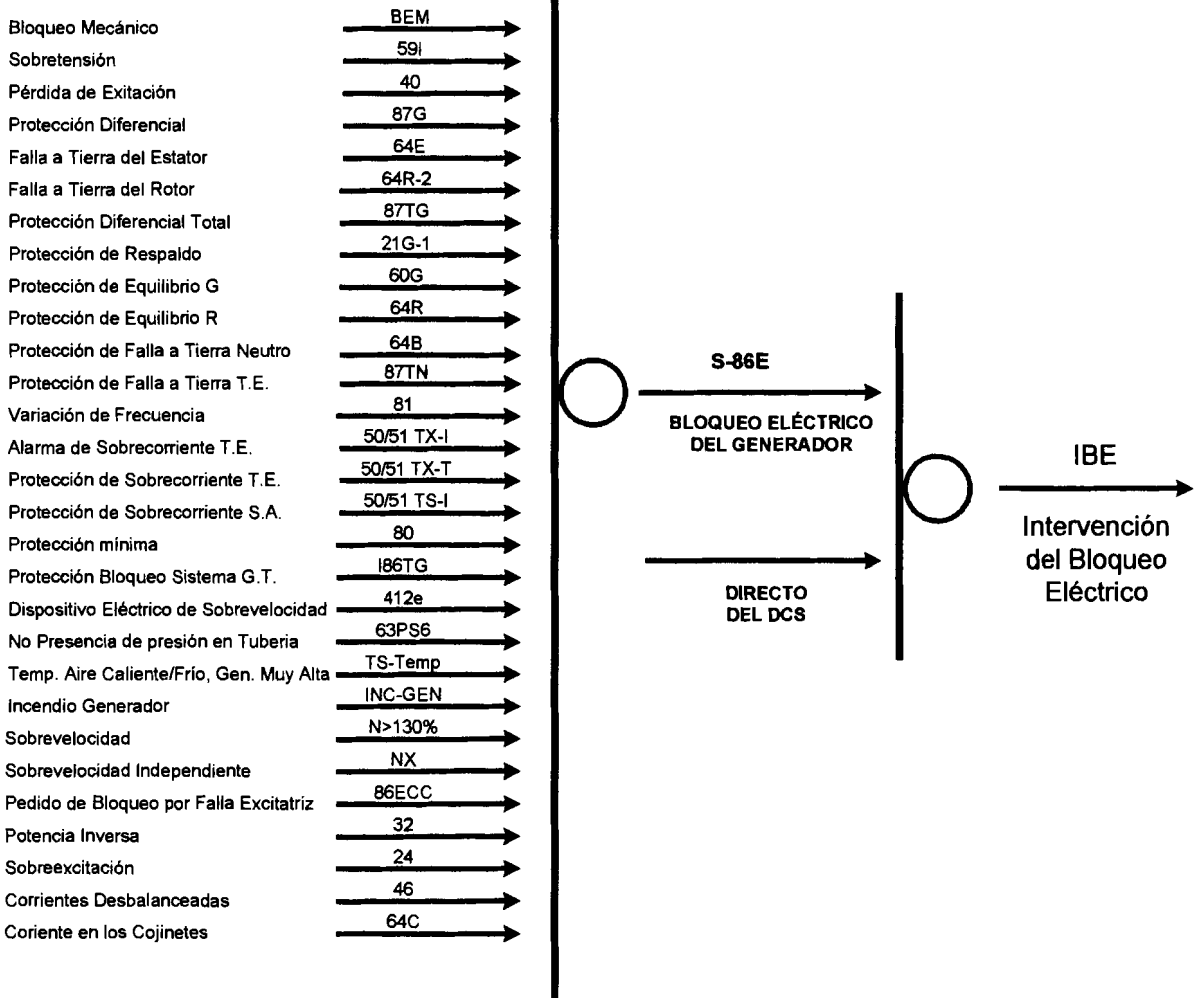 Bloqueo Mecánico BEM
Sobretensión 59I
Pérdida de Exitación 40
Protección Diferencial 87G
Falla a Tierra del Estator 64E
Falla a Tierra del Rotor 64R-2
Protección Diferencial Total 87TG
Protección de Respaldo 21G-1
Protección de Equilibrio G 60G
Protección de Equilibrio R 64R
Protección de Falla a Tierra Neutro 64B
Protección de Falla a Tierra T.E. 87TN
Variación de Frecuencia 81
Alarma de Sobrecorriente T.E. 50/51 TX-I
Protección de Sobrecorriente T.E. 50/51 TX-T
Protección de Sobrecorriente S.A. 50/51 TS-I
Protección mínima 80
Protección Bloqueo Sistema G.T. I86TG
Dispositivo Eléctrico de Sobrevelocidad 412e
No Presencia de presión en Tuberia 63PS6
Temp. Aire Caliente/Frío, Gen. Muy Alta TS-Temp
Incendio Generador INC-GEN
Sobrevelocidad N>130%
Sobrevelocidad Independiente NX
Pedido de Bloqueo por Falla Excitatriz 86ECC
Potencia Inversa 32
Sobreexcitación 24
Corrientes Desbalanceadas 46
Coriente en los Cojinetes 64C
S-86E
BLOQUEO ELÉCTRICO
DEL GENERADOR
DIRECTO
DEL DCS
IBE
Intervención
del Bloqueo
Eléctrico